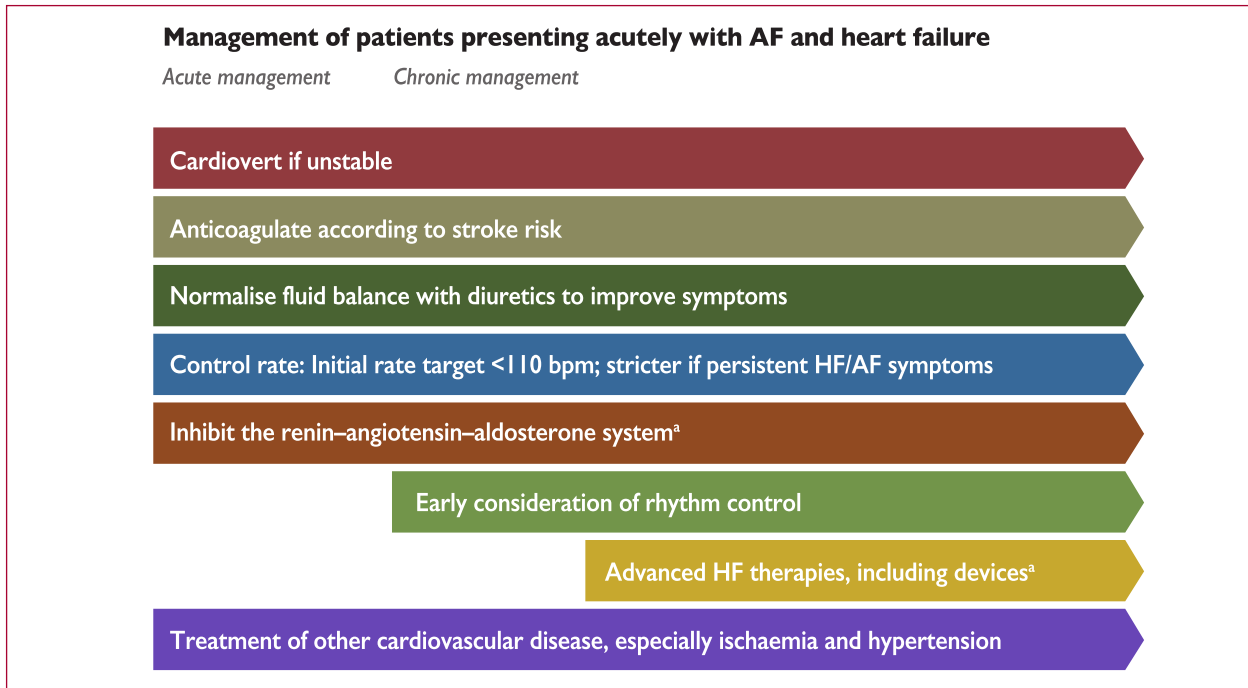 Management of patients presenting acutely with AF and heart failure
Acute management Chronic management
Cardiovert if unstable
Anticoagulate according to stroke risk
Normalise fluid balance with diuretics to improve symptoms
Control rate: Initial rate target <110 bpm; stricter if persistent HF/AF symptoms
Inhibit the renin–angiotensin–aldosterone systemᵃ
Early consideration of rhythm control
Advanced HF therapies, including devicesᵃ
Treatment of other cardiovascular disease, especially ischaemia and hypertension